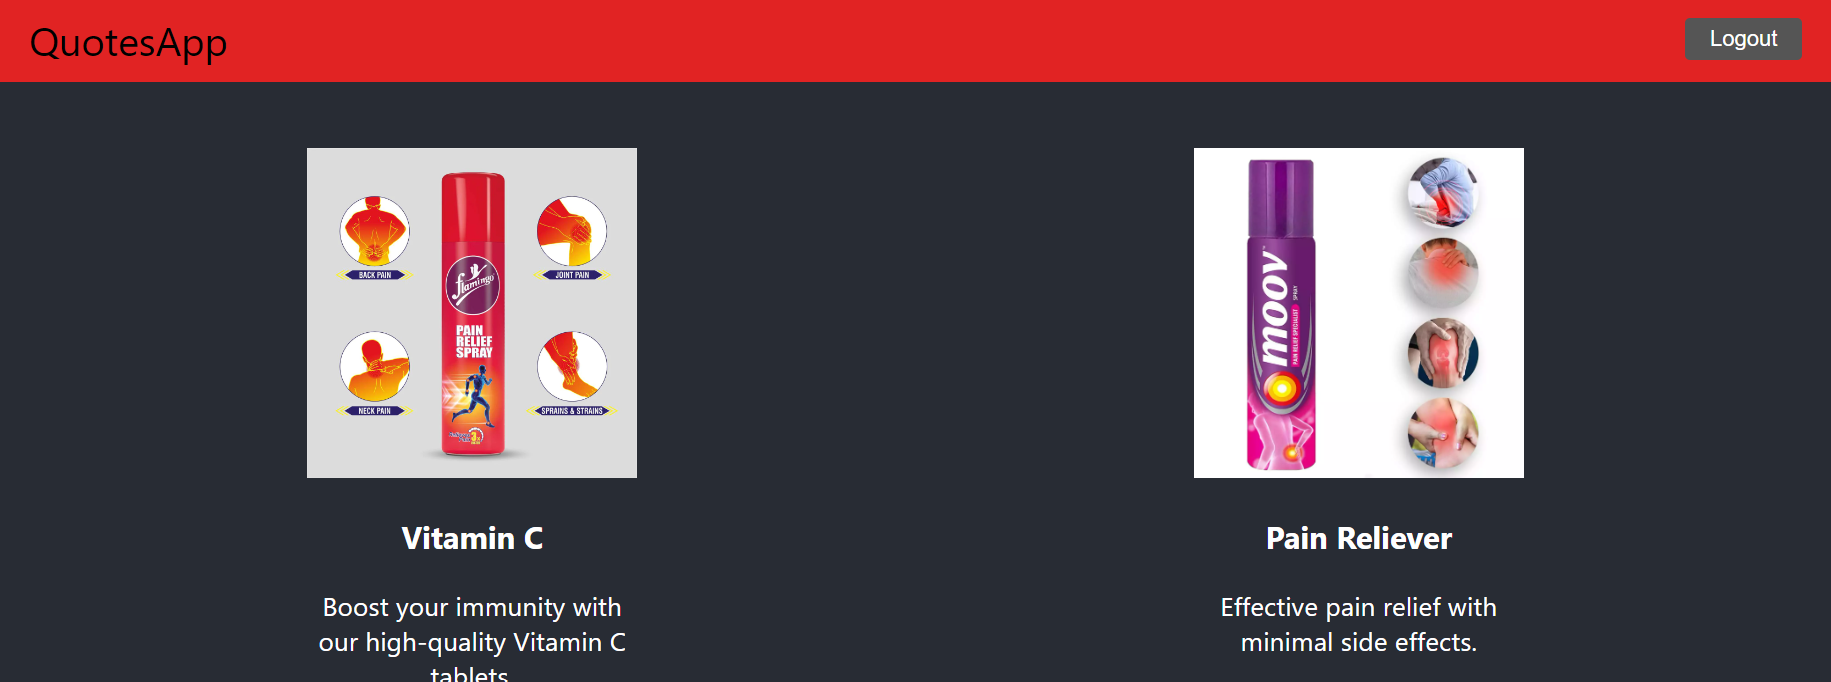 QuotesApp
Logout
BACK PAIN
JOINT PAIN
flamingo
PAIN
RELIEF
SPRAY
NECK PAIN
SPRAINS & STRAINS
moov
SPRAY
PAIN RELIEF SPECIALIST
Vitamin C
Pain Reliever
Boost your immunity with
our high-quality Vitamin C
tablets
Effective pain relief with
minimal side effects.